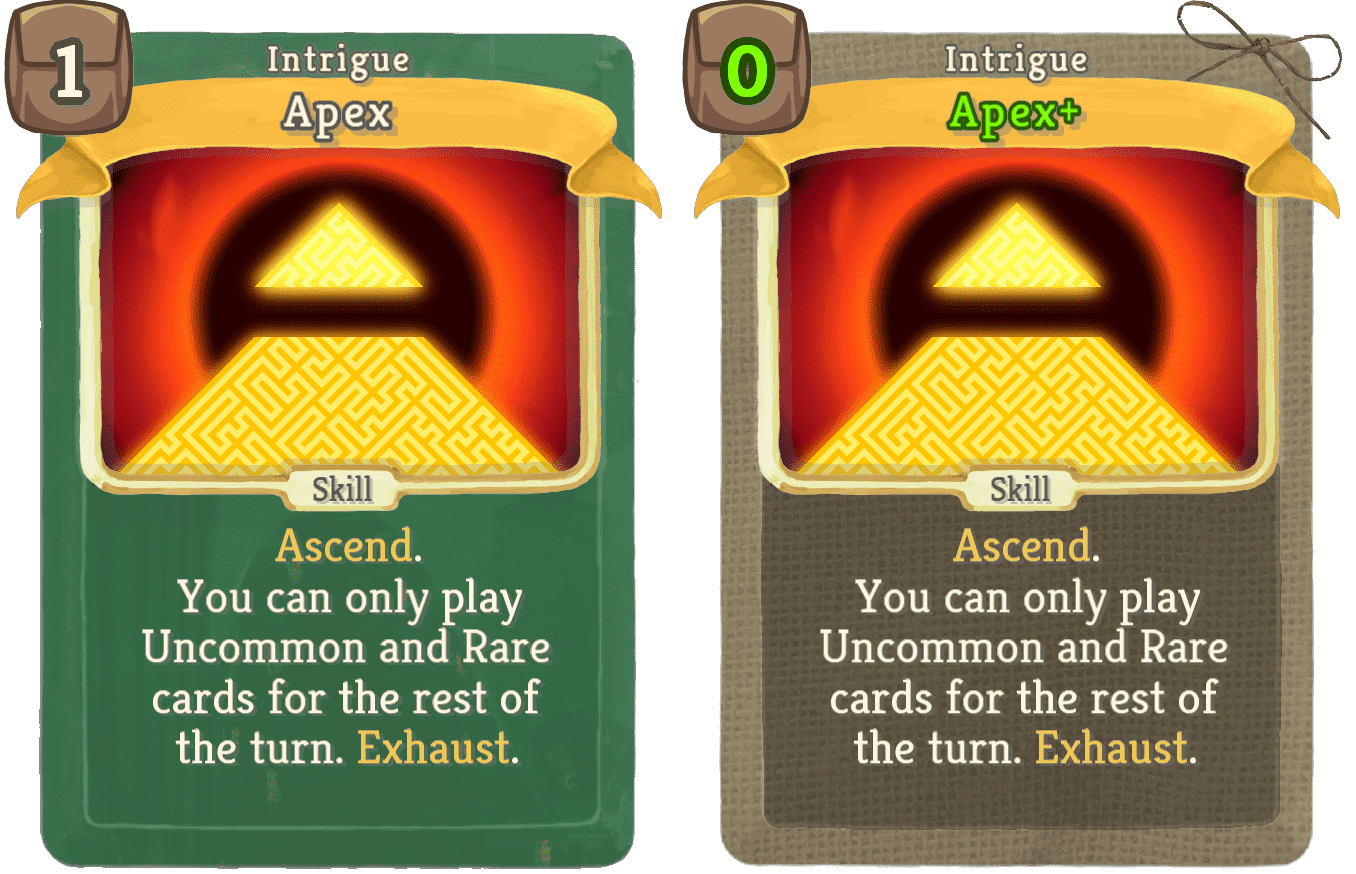 1
Intrigue
Apex
Skill
Ascend.
You can only play
Uncommon and Rare
cards for the rest of
the turn. Exhaust.
0
Intrigue
Apex+
Skill
Ascend.
You can only play
Uncommon and Rare
cards for the rest of
the turn. Exhaust.